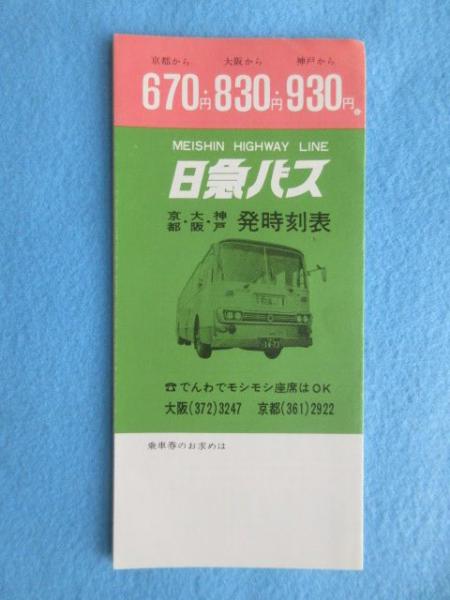 京都から 大阪から 神戸から
670円・830円・930円
MEISHIN HIGHWAY LINE
日急バス
京都・大阪・神戸 発時刻表
☎でんわでモシモシ座席はOK
大阪(372)3247 京都(361)2922
乗車券のお求めは